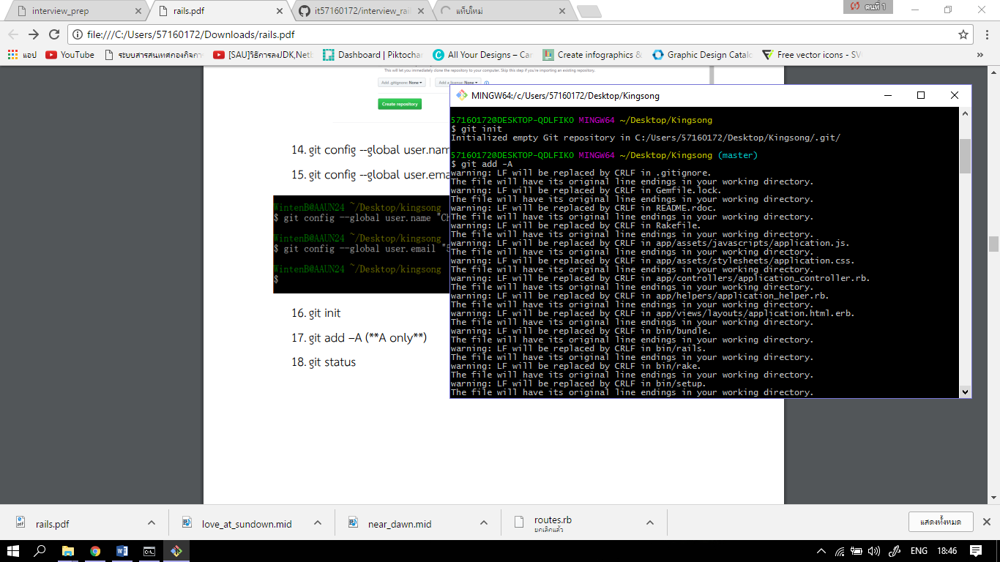 interview_prep
rails.pdf
it57160172/interview_rai
แท็บใหม่
คนที่ 1
file:///C:/Users/57160172/Downloads/rails.pdf
แอป
YouTube
ระบบสารสนเทศกองกิจกา
[SAU]วิธีการลงJDK,Netb
Dashboard | Piktochar
All Your Designs – Can
Create infographics &
Graphic Design Catalo
Free vector icons - SV
»
This will let you immediately clone the repository to your computer. Skip this step if you're importing an existing repository.
Add .gitignore: None
Add a license: None
Create repository
14. git config --global user.nam
15. git config --global user.ema
WintenB@AAUN24 ~/Desktop/kingsong
$ git config --global user.name "Ch
WintenB@AAUN24 ~/Desktop/kingsong
$ git config --global user.email "5
WintenB@AAUN24 ~/Desktop/kingsong
$
16. git init
17. git add –A (**A only**)
18. git status
MINGW64:/c/Users/57160172/Desktop/Kingsong
57160172@DESKTOP-QDLFIKO MINGW64 ~/Desktop/Kingsong
$ git init
Initialized empty Git repository in C:/Users/57160172/Desktop/Kingsong/.git/
57160172@DESKTOP-QDLFIKO MINGW64 ~/Desktop/Kingsong (master)
$ git add -A
warning: LF will be replaced by CRLF in .gitignore.
The file will have its original line endings in your working directory.
warning: LF will be replaced by CRLF in Gemfile.lock.
The file will have its original line endings in your working directory.
warning: LF will be replaced by CRLF in README.rdoc.
The file will have its original line endings in your working directory.
warning: LF will be replaced by CRLF in Rakefile.
The file will have its original line endings in your working directory.
warning: LF will be replaced by CRLF in app/assets/javascripts/application.js.
The file will have its original line endings in your working directory.
warning: LF will be replaced by CRLF in app/assets/stylesheets/application.css.
The file will have its original line endings in your working directory.
warning: LF will be replaced by CRLF in app/controllers/application_controller.rb.
The file will have its original line endings in your working directory.
warning: LF will be replaced by CRLF in app/helpers/application_helper.rb.
The file will have its original line endings in your working directory.
warning: LF will be replaced by CRLF in app/views/layouts/application.html.erb.
The file will have its original line endings in your working directory.
warning: LF will be replaced by CRLF in bin/bundle.
The file will have its original line endings in your working directory.
warning: LF will be replaced by CRLF in bin/rails.
The file will have its original line endings in your working directory.
warning: LF will be replaced by CRLF in bin/rake.
The file will have its original line endings in your working directory.
warning: LF will be replaced by CRLF in bin/setup.
The file will have its original line endings in your working directory.
rails.pdf
love_at_sundown.mid
near_dawn.mid
routes.rb
ยกเลิกแล้ว
แสดงทั้งหมด
ENG
18:46